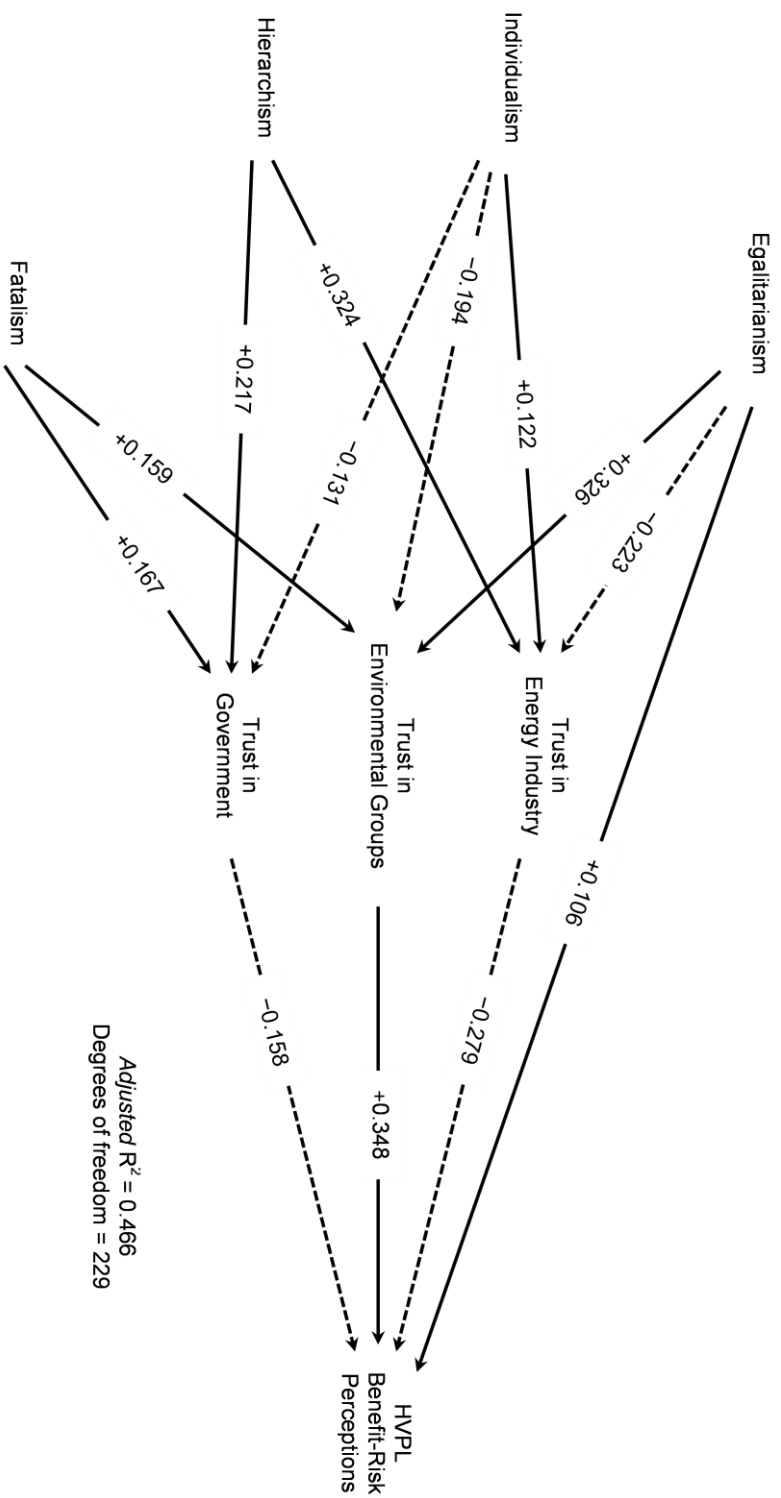 Egalitarianism
Individualism
Hierarchism
Fatalism
+0.106
−0.223
+0.326
+0.122
−0.194
−0.131
+0.324
+0.217
+0.159
+0.167
Trust in
Energy Industry
Trust in
Environmental Groups
Trust in
Government
−0.279
+0.348
−0.158
HVPL
Benefit-Risk
Perceptions
Adjusted R² = 0.466
Degrees of freedom = 229